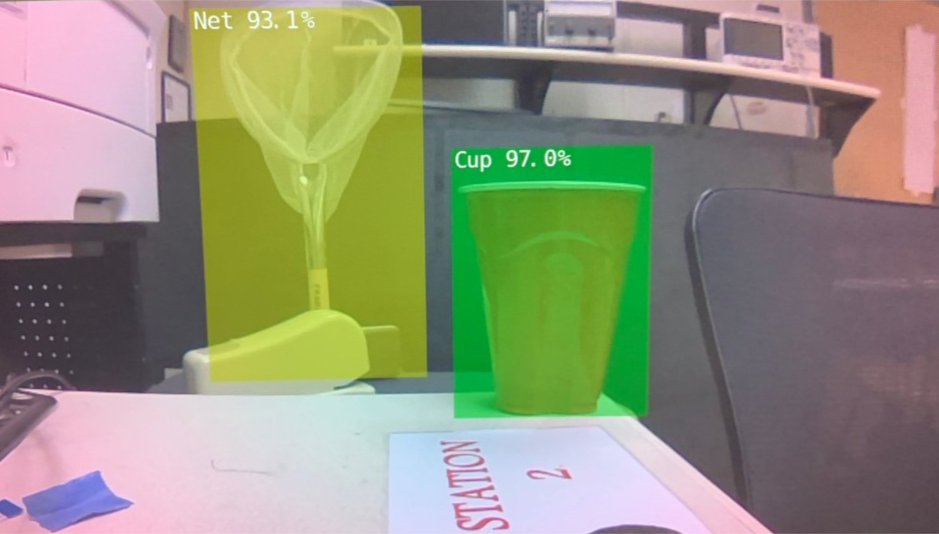 Net 93.1%
Cup 97.0%
STATION
2